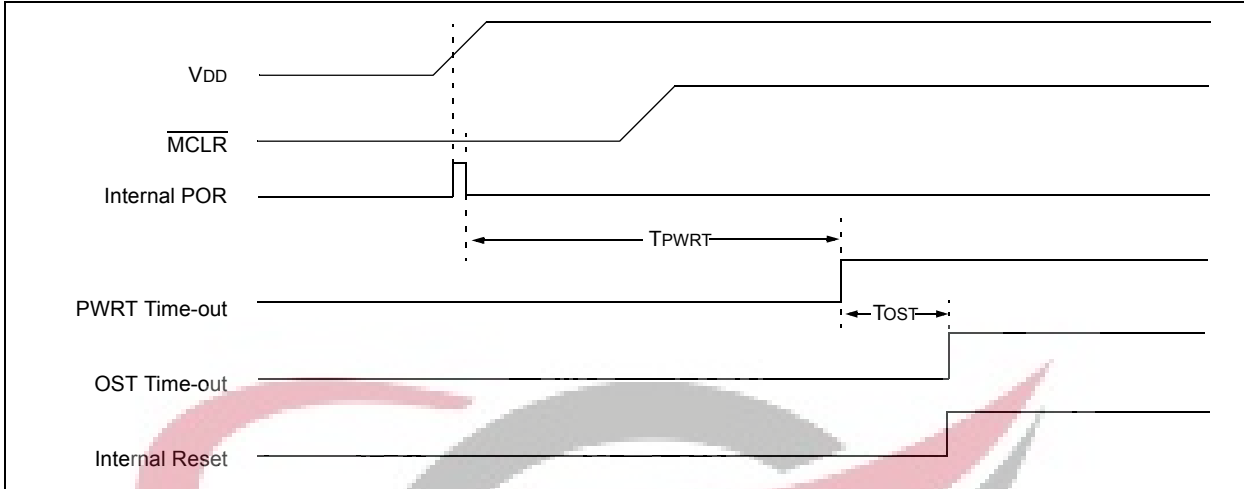 VDD
MCLR
Internal POR
TPWRT
PWRT Time-out
TOST
OST Time-out
Internal Reset